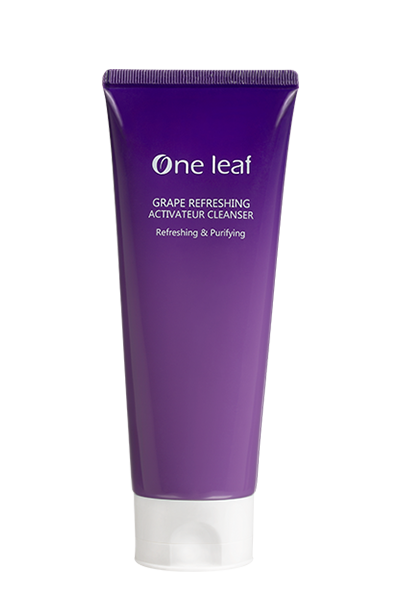 One leaf
GRAPE REFRESHING
ACTIVATEUR CLEANSER
Refreshing & Purifying